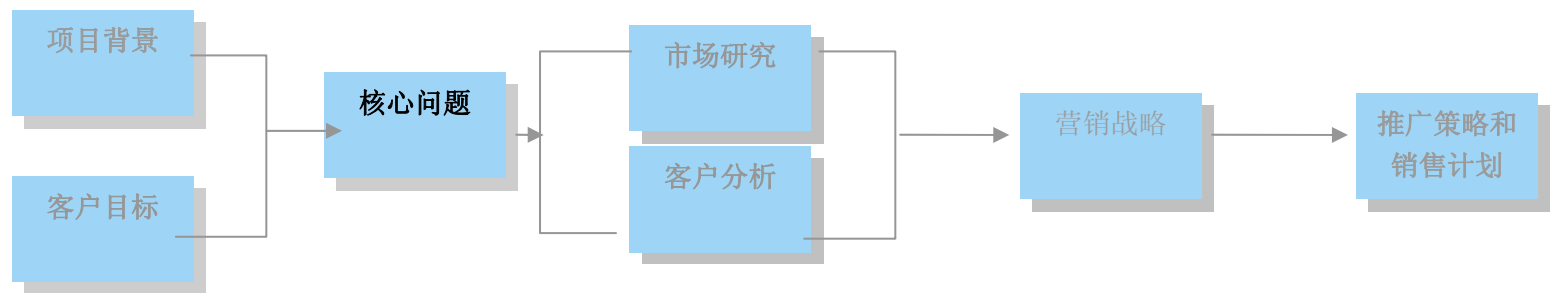 项目背景
客户目标
核心问题
市场研究
客户分析
营销战略
推广策略和
销售计划